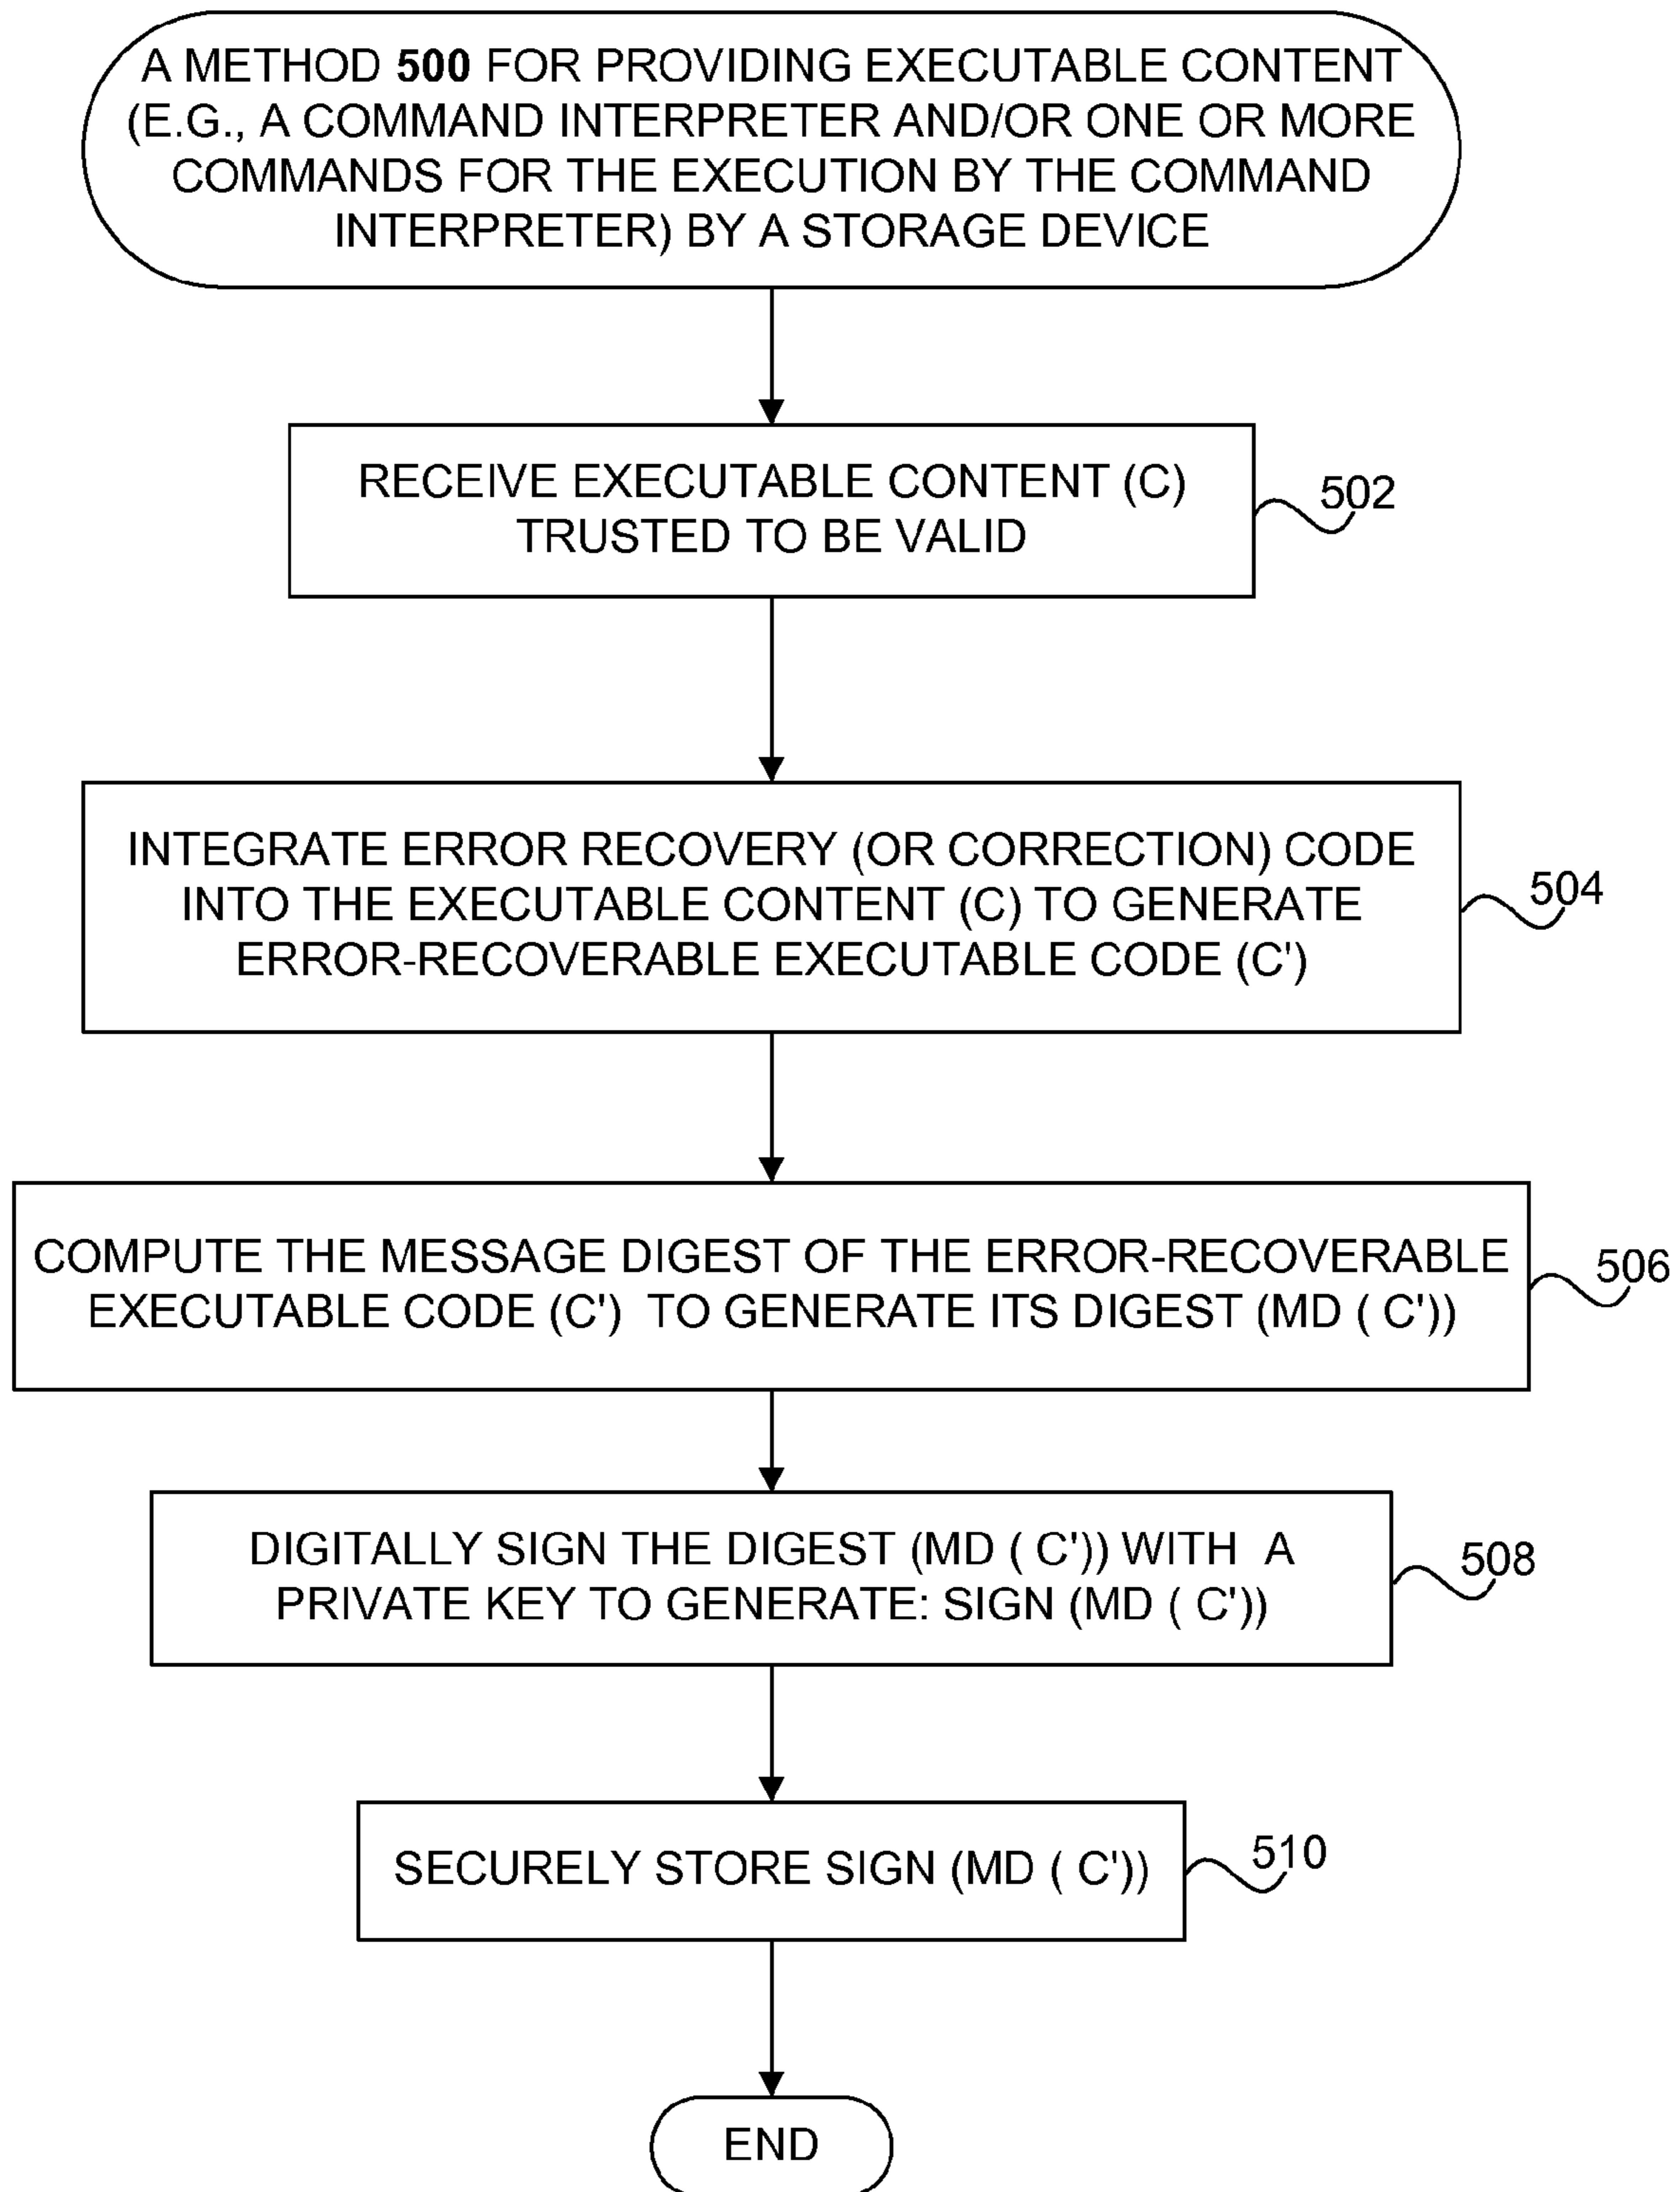 A METHOD 500 FOR PROVIDING EXECUTABLE CONTENT
(E.G., A COMMAND INTERPRETER AND/OR ONE OR MORE
COMMANDS FOR THE EXECUTION BY THE COMMAND
INTERPRETER) BY A STORAGE DEVICE
RECEIVE EXECUTABLE CONTENT (C)
TRUSTED TO BE VALID
502
INTEGRATE ERROR RECOVERY (OR CORRECTION) CODE
INTO THE EXECUTABLE CONTENT (C) TO GENERATE
ERROR-RECOVERABLE EXECUTABLE CODE (C')
504
COMPUTE THE MESSAGE DIGEST OF THE ERROR-RECOVERABLE
EXECUTABLE CODE (C') TO GENERATE ITS DIGEST (MD ( C'))
506
DIGITALLY SIGN THE DIGEST (MD ( C')) WITH A
PRIVATE KEY TO GENERATE: SIGN (MD ( C'))
508
SECURELY STORE SIGN (MD ( C'))
510
END